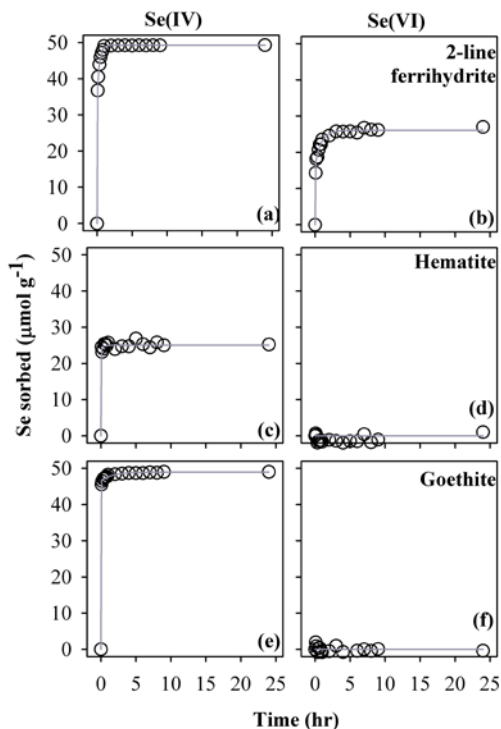 Se(IV)
Se(VI)
50
40
30
20
10
0
(a)
2-line
ferrihydrite
(b)
50
40
30
20
10
0
(c)
Hematite
(d)
50
40
30
20
10
0
(e)
Goethite
(f)
0 5 10 15 20 25
0 5 10 15 20 25
Se sorbed (μmol g⁻¹)
Time (hr)